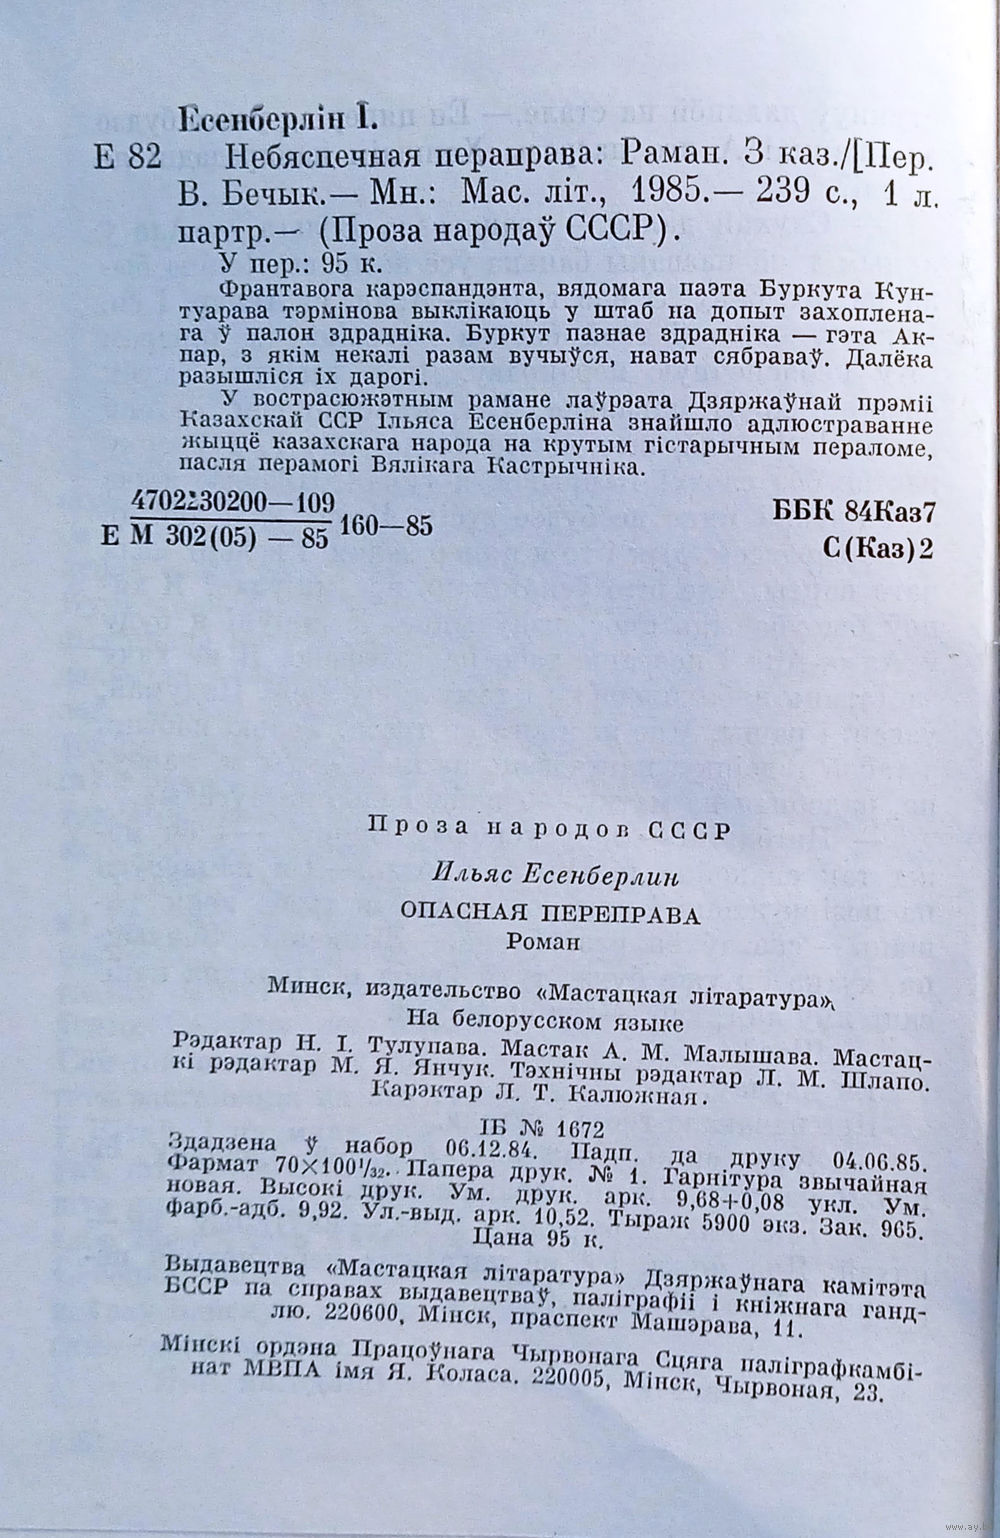 Есенберлін І.
Е 82 Небяспечная пераправа: Раман. З каз./[Пер.
В. Бечык.— Мн.: Мас. літ., 1985.— 239 с., 1 л.
партр.— (Проза народаў СССР).
У пер.: 95 к.
Франтавога карэспандэнта, вядомага паэта Буркута Кун-
туарава тэрмінова выклікаюць у штаб на допыт захоплена-
га ў палон здрадніка. Буркут пазнае здрадніка — гэта Ак-
пар, з якім некалі разам вучыўся, нават сябраваў. Далёка
разышліся іх дарогі.
У вострасюжэтным рамане лаўрэата Дзяржаўнай прэміі
Казахскай ССР Ільяса Есенберліна знайшло адлюстраванне
жыццё казахскага народа на крутым гістарычным пераломе,
пасля перамогі Вялікага Кастрычніка.
4702230200—109
Е М 302(05) — 85 160—85
ББК 84Каз7
С(Каз)2
Проза народов СССР
Ильяс Есенберлин
ОПАСНАЯ ПЕРЕПРАВА
Роман
Минск, издательство «Мастацкая літаратура»
На белорусском языке
Рэдактар Н. І. Тулупава. Мастак А. М. Малышава. Мастац-
кі рэдактар М. Я. Янчук. Тэхнічны рэдактар Л. М. Шлапо.
Карэктар Л. Т. Калюжная.
ІБ № 1672
Здадзена ў набор 06.12.84. Падп. да друку 04.06.85.
Фармат 70×100¹/₃₂. Папера друк. № 1. Гарнітура звычайная
новая. Высокі друк. Ум. друк. арк. 9,68+0,08 укл. Ум.
фарб.-адб. 9,92. Ул.-выд. арк. 10,52. Тыраж 5900 экз. Зак. 965.
Цана 95 к.
Выдавецтва «Мастацкая літаратура» Дзяржаўнага камітэта
БССР па справах выдавецтваў, паліграфіі і кніжнага ганд-
лю. 220600, Мінск, праспект Машэрава, 11.
Мінскі ордэна Працоўнага Чырвонага Сцяга паліграфкамбі-
нат МВПА імя Я. Коласа. 220005, Мінск, Чырвоная, 23.